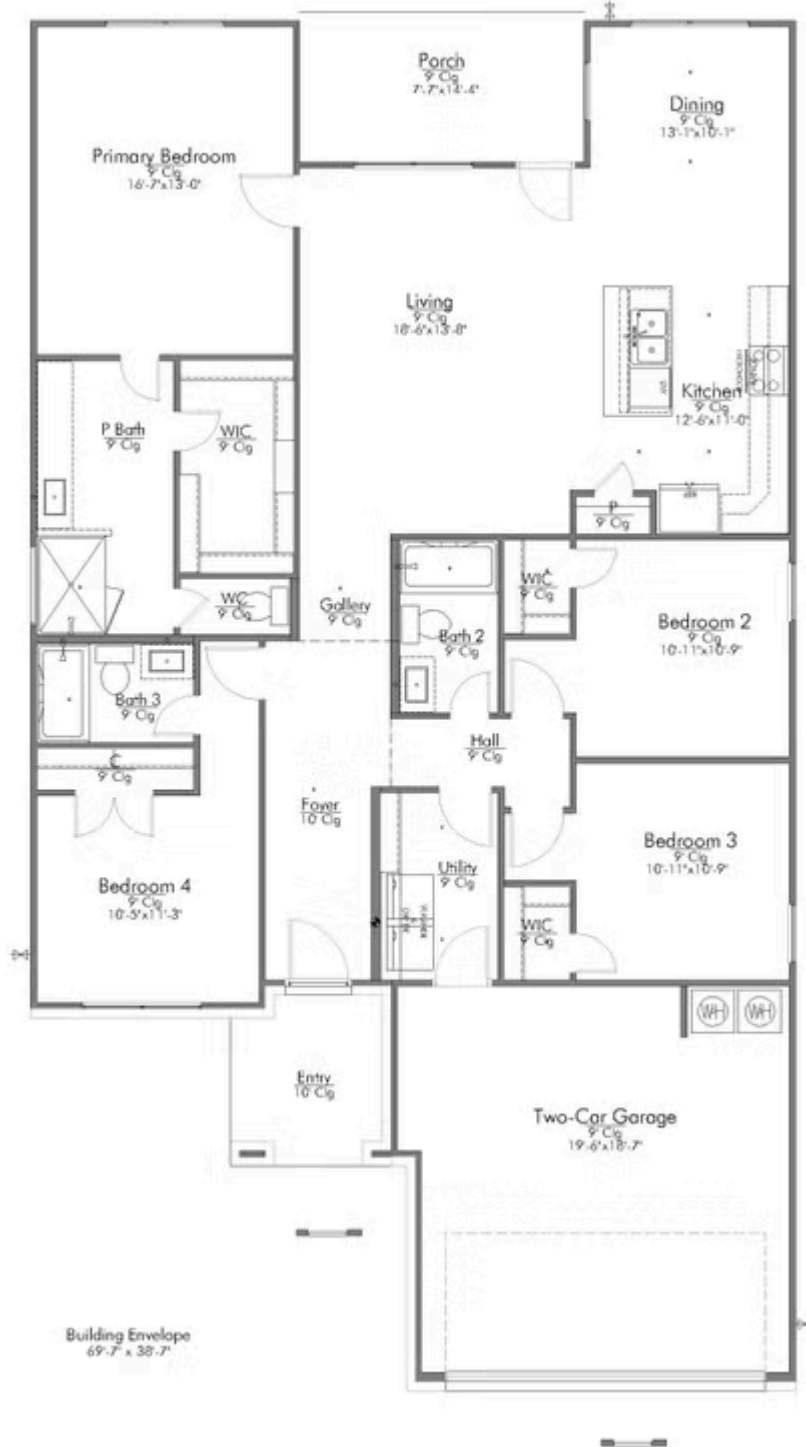 Porch
9' Clg
7'-7"x14'-4"
Dining
9' Clg
13'-1"x10'-1"
Primary Bedroom
9' Clg
16'-7"x13'-0"
Living
9' Clg
18'-6"x13'-8"
Kitchen
9' Clg
12'-6"x11'-0"
P Bath
9' Clg
WIC
9' Clg
P
9' Clg
WC
9' Clg
Gallery
9' Clg
Bath 2
9' Clg
WIC
9' Clg
Bedroom 2
9' Clg
10'-11"x10'-9"
Bath 3
9' Clg
C
9' Clg
Hall
9' Clg
Foyer
10' Clg
Bedroom 3
9' Clg
10'-11"x10'-9"
Utility
9' Clg
Bedroom 4
9' Clg
10'-5"x11'-3"
WIC
9' Clg
WH
WH
Entry
10' Clg
Two-Car Garage
9' Clg
19'-6"x18'-7"
Building Envelope
69'-7" x 38'-7"